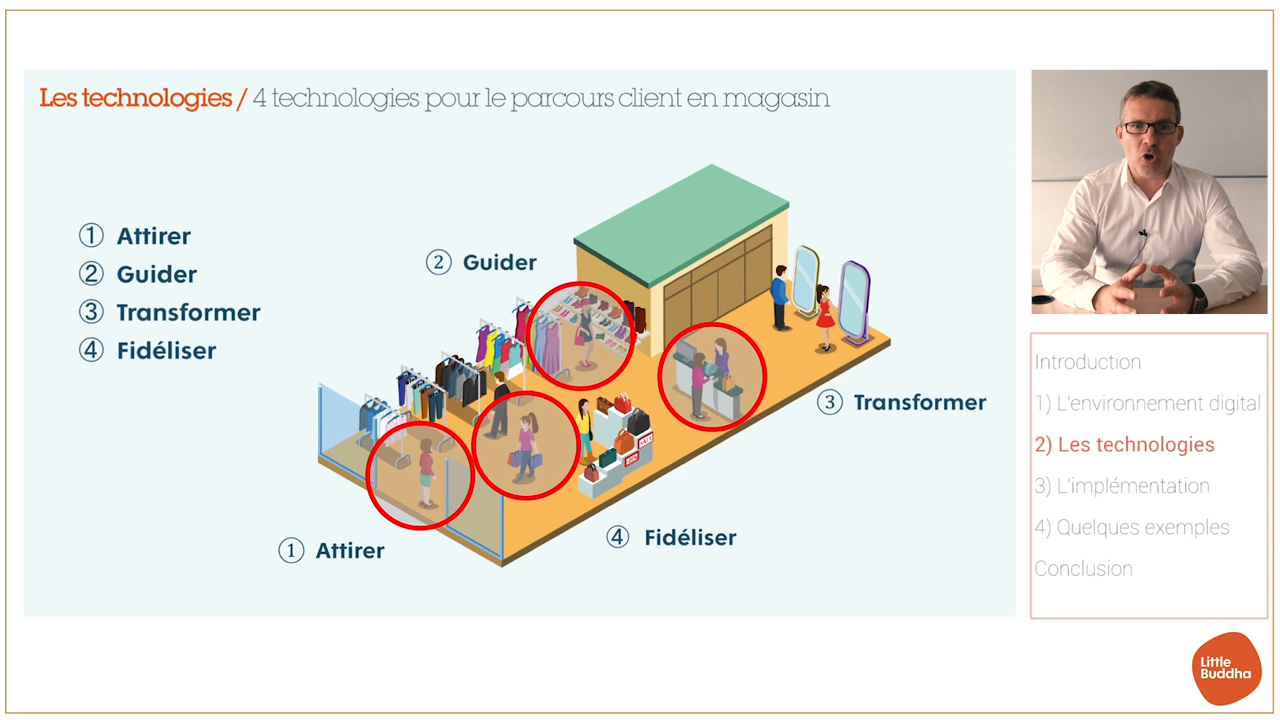 Les technologies / 4 technologies pour le parcours client en magasin
① Attirer
② Guider
③ Transformer
④ Fidéliser
② Guider
③ Transformer
④ Fidéliser
① Attirer
Introduction
1) L'environnement digital
2) Les technologies
3) L'implémentation
4) Quelques exemples
Conclusion
Little
Buddha